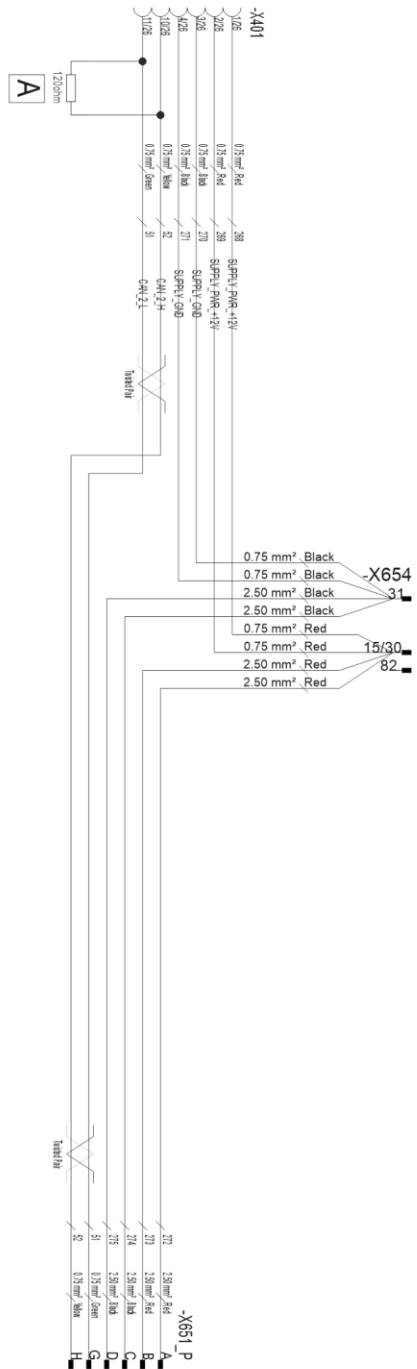 -X401
1/26
2/26
3/26
4/26
10/26
11/26
0.75 mm² Red
0.75 mm² Red
0.75 mm² Black
0.75 mm² Black
0.75 mm² Yellow
0.75 mm² Green
268
269
270
271
52
51
SUPPLY_PWR_+12V
SUPPLY_PWR_+12V
SUPPLY_GND
SUPPLY_GND
CAN_2_H
CAN_2_L
120ohm
A
Twisted Pair
0.75 mm² Black
0.75 mm² Black
2.50 mm² Black
2.50 mm² Black
0.75 mm² Red
0.75 mm² Red
2.50 mm² Red
2.50 mm² Red
-X654
31
15/30
82
Twisted Pair
272
273
274
275
51
52
2.50 mm² Red
2.50 mm² Red
2.50 mm² Black
2.50 mm² Black
0.75 mm² Green
0.75 mm² Yellow
-X651_P
A
B
C
D
G
H